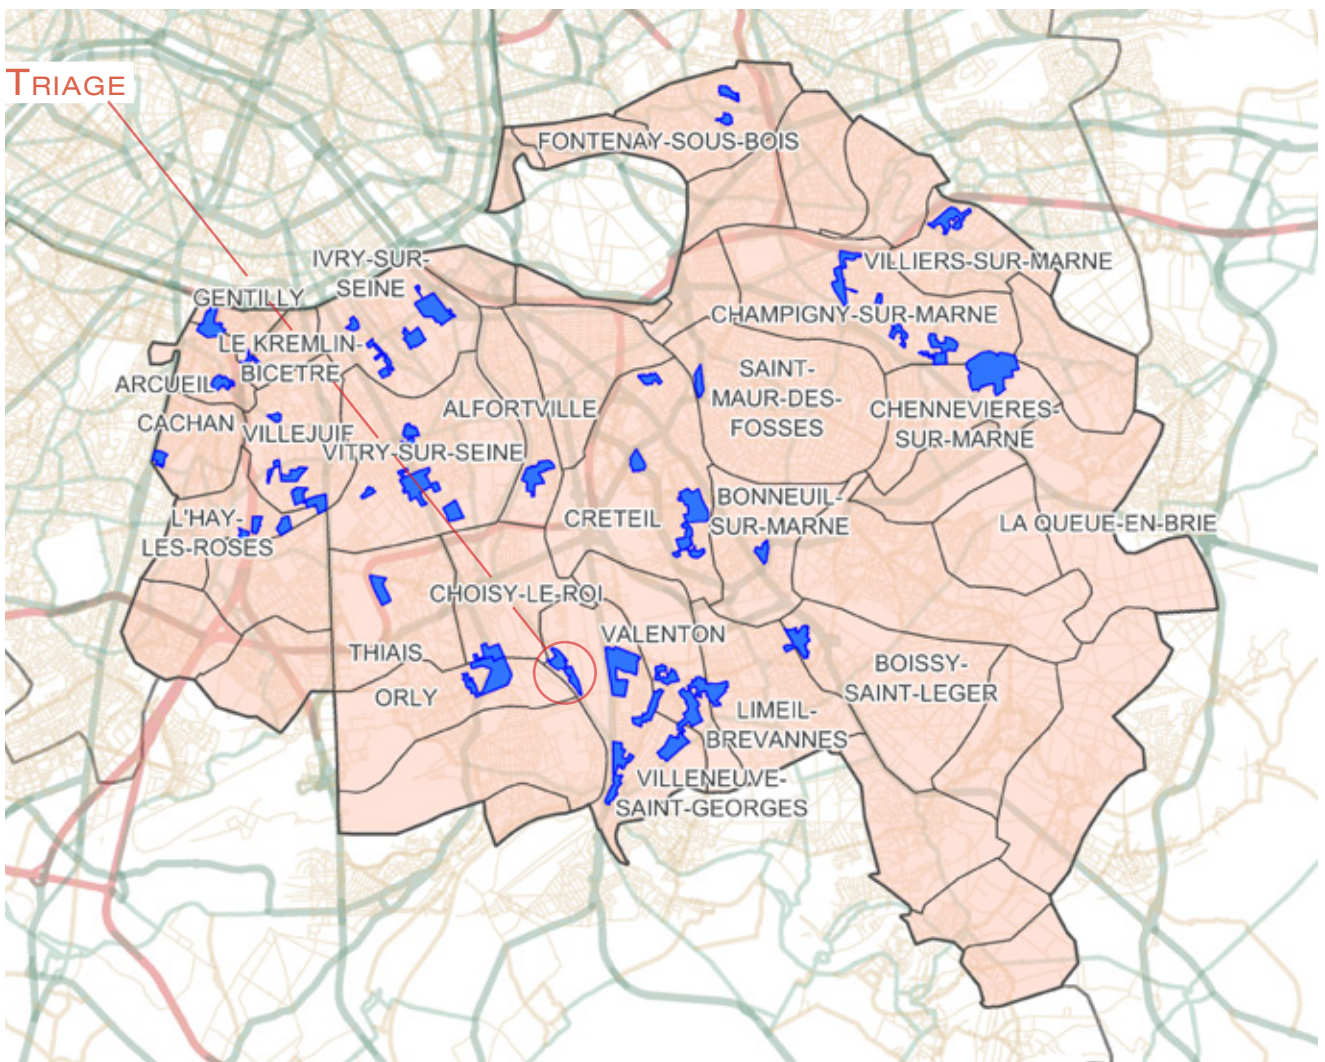 TRIAGE
FONTENAY-SOUS-BOIS
IVRY-SUR-
SEINE
VILLIERS-SUR-MARNE
GENTILLY
CHAMPIGNY-SUR-MARNE
LE KREMLIN-
BICETRE
ARCUEIL
SAINT-
MAUR-DES-
FOSSES
CACHAN
ALFORTVILLE
CHENNEVIERES-
SUR-MARNE
VILLEJUIF
VITRY-SUR-SEINE
L'HAY-
LES-ROSES
CRETEIL
BONNEUIL-
SUR-MARNE
LA QUEUE-EN-BRIE
CHOISY-LE-ROI
THIAIS
VALENTON
BOISSY-
SAINT-LEGER
ORLY
LIMEIL-
BREVANNES
VILLENEUVE-
SAINT-GEORGES